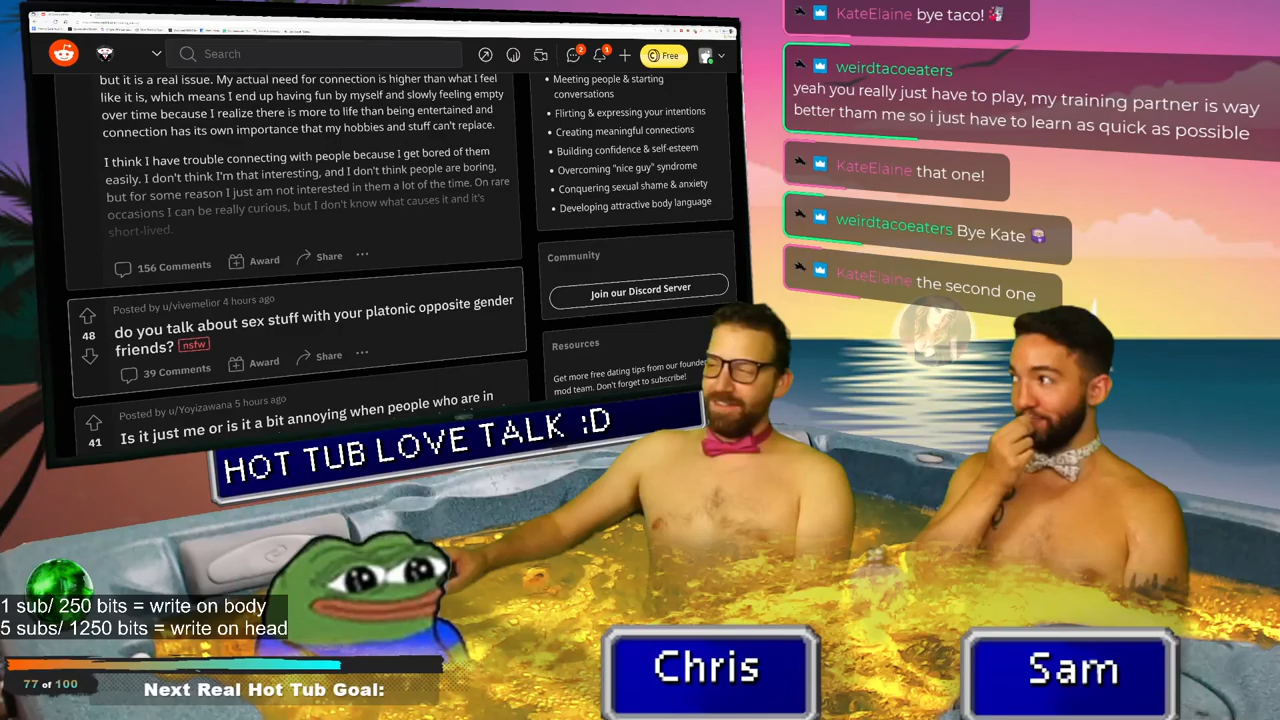 Search
2
1
Free
but it is a real issue. My actual need for connection is higher than what I feel
like it is, which means I end up having fun by myself and slowly feeling empty
over time because I realize there is more to life than being entertained and
connection has its own importance that my hobbies and stuff can't replace.
I think I have trouble connecting with people because I get bored of them
easily, I don't think I'm that interesting, and I don't think people are boring,
but for some reason I just am not interested in them a lot of the time. On rare
occasions I can be really curious, but I don't know what causes it and it's
short-lived.
156 Comments
Award
Share
Posted by u/vivemelior 4 hours ago
48
do you talk about sex stuff with your platonic opposite gender
friends? nsfw
39 Comments
Award
Share
Posted by u/Yoyizawana 5 hours ago
41
Is it just me or is it a bit annoying when people who are in
• Meeting people & starting
conversations
• Flirting & expressing your intentions
• Creating meaningful connections
• Building confidence & self-esteem
• Overcoming "nice guy" syndrome
• Conquering sexual shame & anxiety
• Developing attractive body language
Community
Join our Discord Server
Resources
Get more free dating tips from our founder
mod team. Don't forget to subscribe!
KateElaine bye taco!
weirdtacoeaters
yeah you really just have to play, my training partner is way
better tham me so i just have to learn as quick as possible
KateElaine that one!
weirdtacoeaters Bye Kate
KateElaine the second one
HOT TUB LOVE TALK :D
1 sub/ 250 bits = write on body
5 subs/ 1250 bits = write on head
77 of 100
Next Real Hot Tub Goal:
Chris
Sam